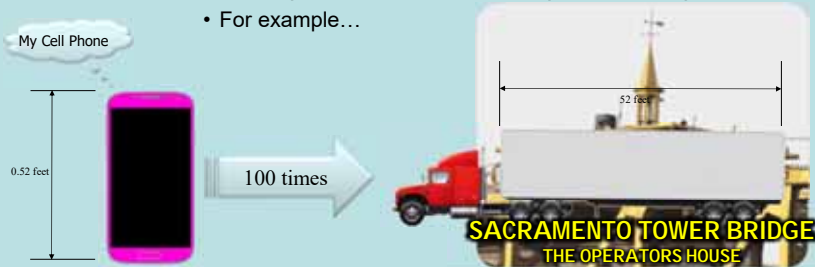 • For example…
My Cell Phone
0.52 feet
100 times
52 feet
SACRAMENTO TOWER BRIDGE
THE OPERATORS HOUSE